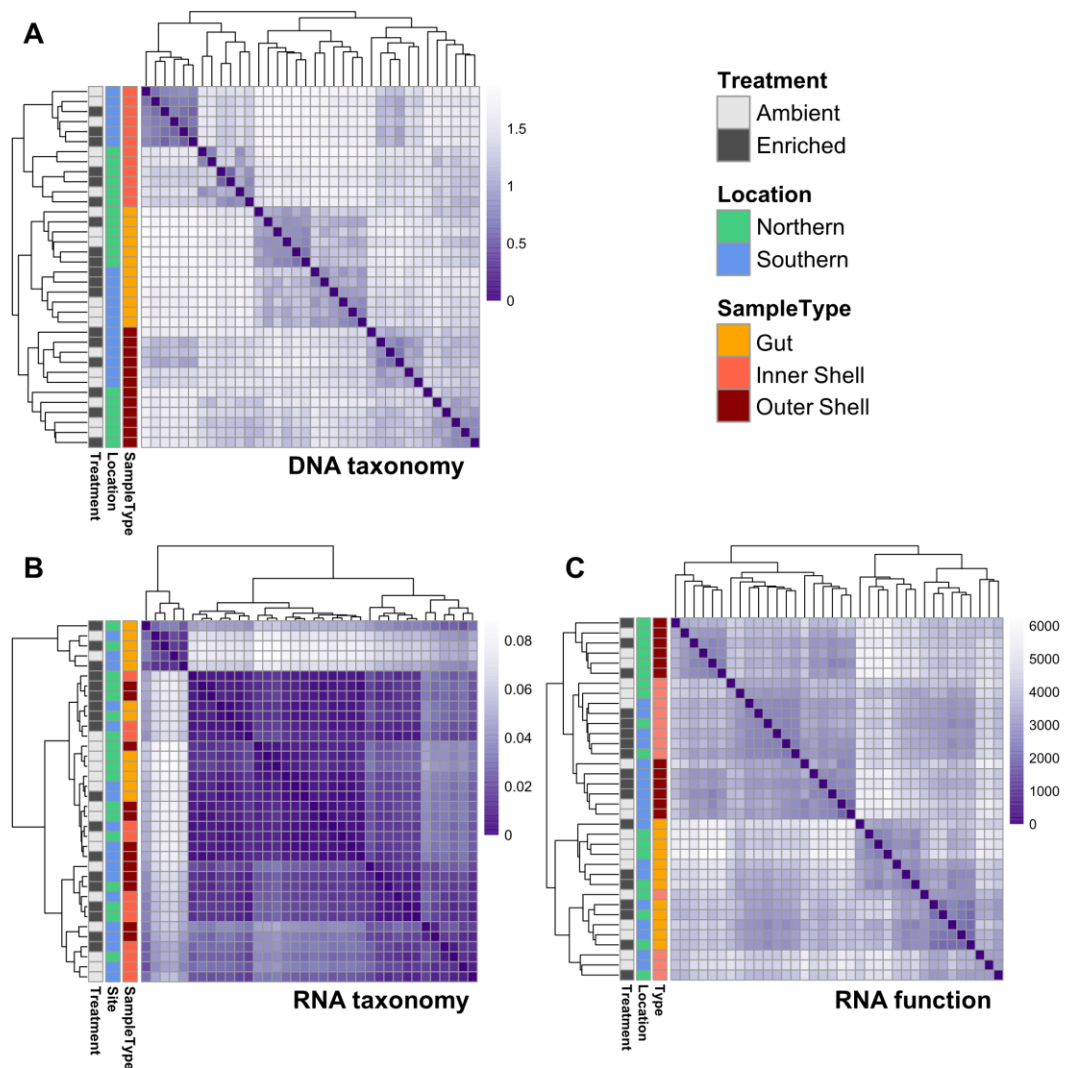 A
1.5
1
0.5
0
Treatment
Location
SampleType
DNA taxonomy
Treatment
Ambient
Enriched
Location
Northern
Southern
SampleType
Gut
Inner Shell
Outer Shell
B
0.08
0.06
0.04
0.02
0
Treatment
Site
SampleType
RNA taxonomy
C
6000
5000
4000
3000
2000
1000
0
Treatment
Location
Type
RNA function